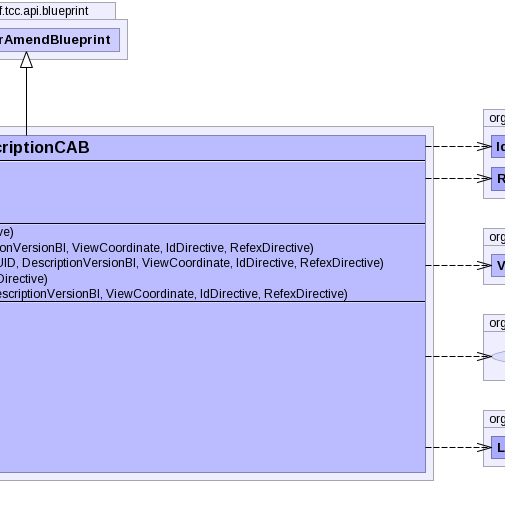 f.tcc.api.blueprint
rAmendBlueprint
criptionCAB
org
Ic
R
ve)
onVersionBI, ViewCoordinate, IdDirective, RefexDirective)
UID, DescriptionVersionBI, ViewCoordinate, IdDirective, RefexDirective)
Directive)
escriptionVersionBI, ViewCoordinate, IdDirective, RefexDirective)
org
V
org
org
L